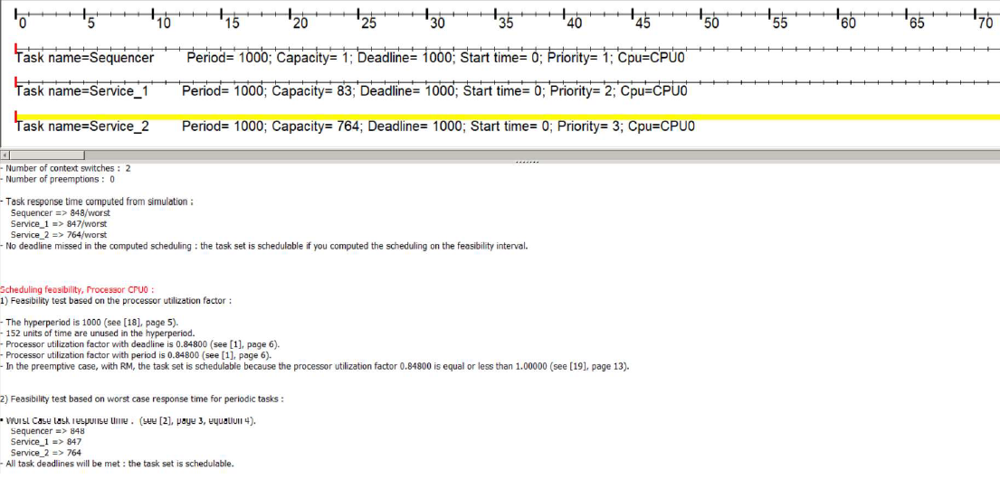 0 5 10 15 20 25 30 35 40 45 50 55 60 65 70
Task name=Sequencer Period= 1000; Capacity= 1; Deadline= 1000; Start time= 0; Priority= 1; Cpu=CPU0
Task name=Service_1 Period= 1000; Capacity= 83; Deadline= 1000; Start time= 0; Priority= 2; Cpu=CPU0
Task name=Service_2 Period= 1000; Capacity= 764; Deadline= 1000; Start time= 0; Priority= 3; Cpu=CPU0
- Number of context switches : 2
- Number of preemptions : 0
- Task response time computed from simulation :
Sequencer => 848/worst
Service_1 => 847/worst
Service_2 => 764/worst
- No deadline missed in the computed scheduling : the task set is schedulable if you computed the scheduling on the feasibility interval.
Scheduling feasibility, Processor CPU0 :
1) Feasibility test based on the processor utilization factor :
- The hyperperiod is 1000 (see [18], page 5).
- 152 units of time are unused in the hyperperiod.
- Processor utilization factor with deadline is 0.84800 (see [1], page 6).
- Processor utilization factor with period is 0.84800 (see [1], page 6).
- In the preemptive case, with RM, the task set is schedulable because the processor utilization factor 0.84800 is equal or less than 1.00000 (see [19], page 13).
2) Feasibility test based on worst case response time for periodic tasks :
- Worst Case task response time : (see [2], page 3, equation 4).
Sequencer => 848
Service_1 => 847
Service_2 => 764
- All task deadlines will be met : the task set is schedulable.